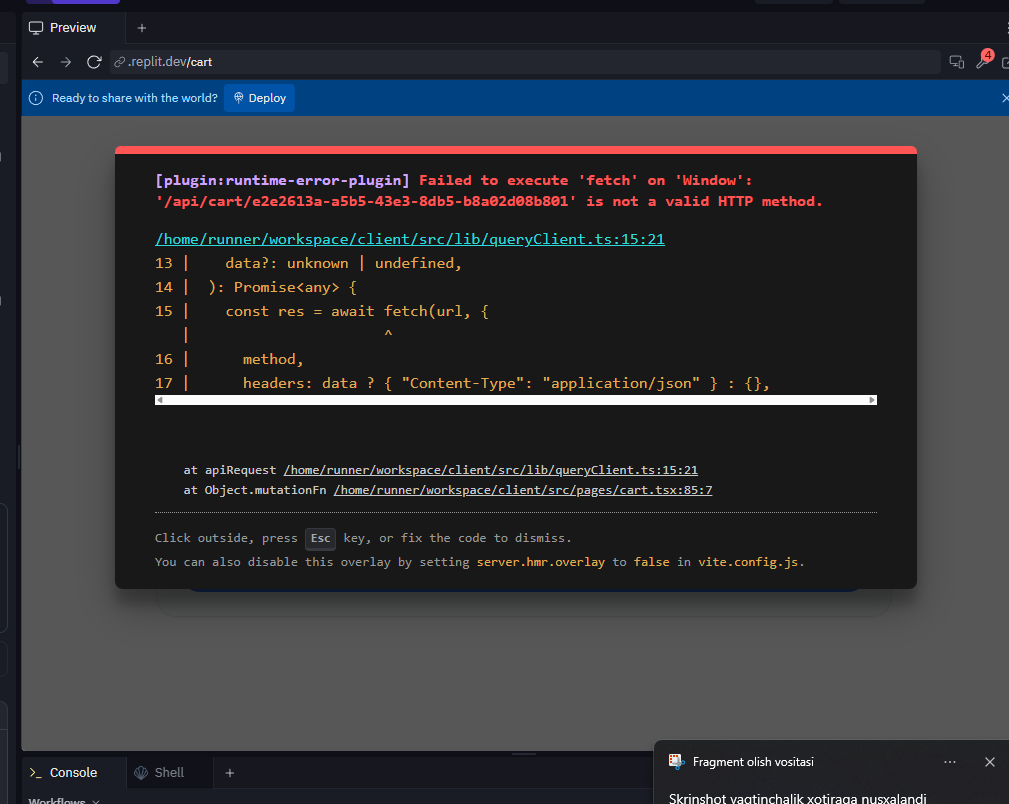 Preview
.replit.dev/cart
4
Ready to share with the world? Deploy
[plugin:runtime-error-plugin] Failed to execute 'fetch' on 'Window':
'/api/cart/e2e2613a-a5b5-43e3-8db5-b8a02d08b801' is not a valid HTTP method.
/home/runner/workspace/client/src/lib/queryClient.ts:15:21
13 |    data?: unknown | undefined,
14 |  ): Promise<any> {
15 |    const res = await fetch(url, {
|                      ^
16 |      method,
17 |      headers: data ? { "Content-Type": "application/json" } : {},
at apiRequest /home/runner/workspace/client/src/lib/queryClient.ts:15:21
at Object.mutationFn /home/runner/workspace/client/src/pages/cart.tsx:85:7
Click outside, press Esc key, or fix the code to dismiss.
You can also disable this overlay by setting server.hmr.overlay to false in vite.config.js.
Console
Shell
Workflows
Fragment olish vositasi
Skrinshot vaqtinchalik xotiraga nusxalandi